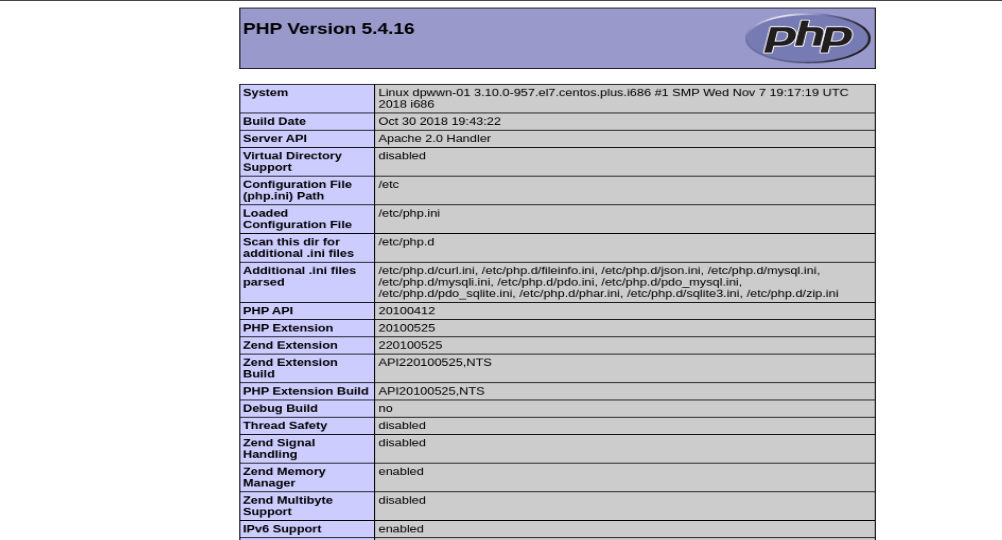 PHP Version 5.4.16
php
System
Linux dpwwn-01 3.10.0-957.el7.centos.plus.i686 #1 SMP Wed Nov 7 19:17:19 UTC
2018 i686
Build Date
Oct 30 2018 19:43:22
Server API
Apache 2.0 Handler
Virtual Directory
Support
disabled
Configuration File
(php.ini) Path
/etc
Loaded
Configuration File
/etc/php.ini
Scan this dir for
additional .ini files
/etc/php.d
Additional .ini files
parsed
/etc/php.d/curl.ini, /etc/php.d/fileinfo.ini, /etc/php.d/json.ini, /etc/php.d/mysql.ini,
/etc/php.d/mysqli.ini, /etc/php.d/pdo.ini, /etc/php.d/pdo_mysql.ini,
/etc/php.d/pdo_sqlite.ini, /etc/php.d/phar.ini, /etc/php.d/sqlite3.ini, /etc/php.d/zip.ini
PHP API
20100412
PHP Extension
20100525
Zend Extension
220100525
Zend Extension
Build
API220100525,NTS
PHP Extension Build
API20100525,NTS
Debug Build
no
Thread Safety
disabled
Zend Signal
Handling
disabled
Zend Memory
Manager
enabled
Zend Multibyte
Support
disabled
IPv6 Support
enabled